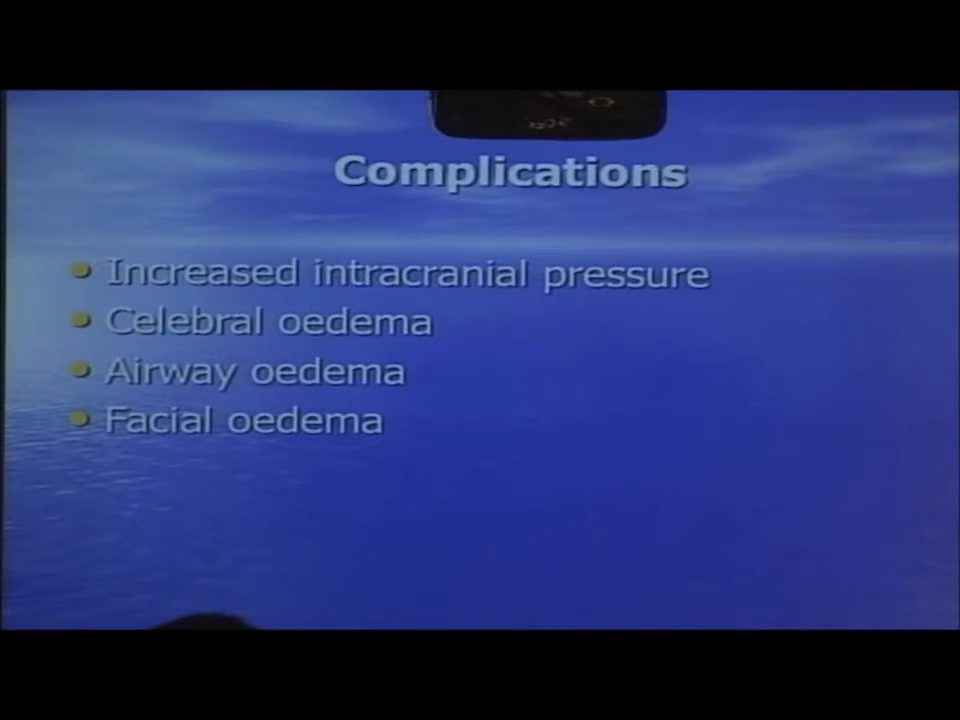 Complications
Increased intracranial pressure
Celebral oedema
Airway oedema
Facial oedema